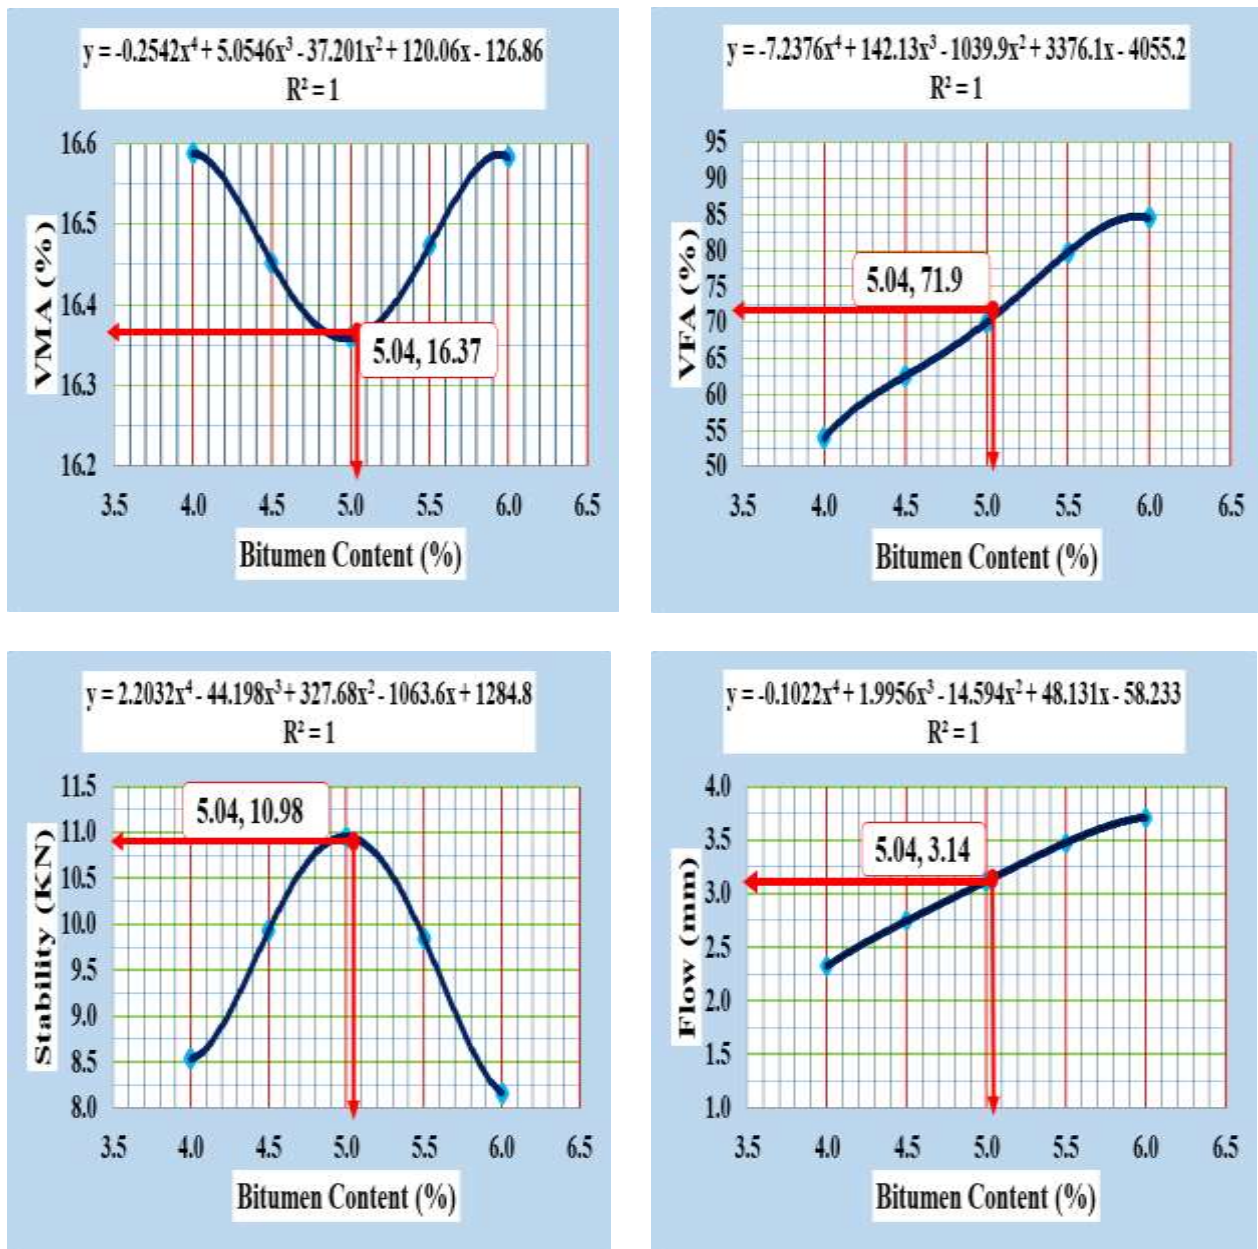 y = -0.2542x⁴ + 5.0546x³ - 37.201x² + 120.06x - 126.86
R² = 1
16.6
16.5
16.4
16.3
16.2
VMA (%)
5.04, 16.37
3.5 4.0 4.5 5.0 5.5 6.0 6.5
Bitumen Content (%)
y = -7.2376x⁴ + 142.13x³ - 1039.9x² + 3376.1x - 4055.2
R² = 1
95
90
85
80
75
70
65
60
55
50
VFA (%)
5.04, 71.9
3.5 4.0 4.5 5.0 5.5 6.0 6.5
Bitumen Content (%)
y = 2.2032x⁴ - 44.198x³ + 327.68x² - 1063.6x + 1284.8
R² = 1
11.5
11.0
10.5
10.0
9.5
9.0
8.5
8.0
Stability (KN)
5.04, 10.98
3.5 4.0 4.5 5.0 5.5 6.0 6.5
Bitumen Content (%)
y = -0.1022x⁴ + 1.9956x³ - 14.594x² + 48.131x - 58.233
R² = 1
4.0
3.5
3.0
2.5
2.0
1.5
1.0
Flow (mm)
5.04, 3.14
3.5 4.0 4.5 5.0 5.5 6.0 6.5
Bitumen Content (%)